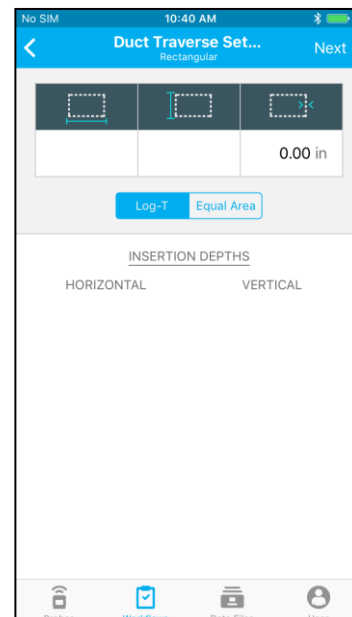 No SIM 10:40 AM
Duct Traverse Set... Next
Rectangular
0.00 in
Log-T Equal Area
INSERTION DEPTHS
HORIZONTAL VERTICAL